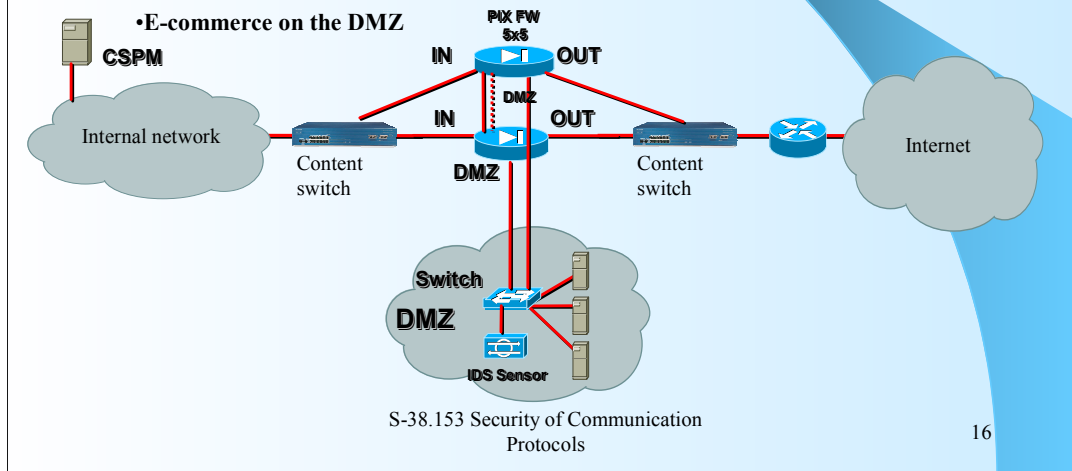 •E-commerce on the DMZ
PIX FW
5x5
CSPM
IN
OUT
DMZ
IN
OUT
Internal network
Internet
Content
switch
DMZ
Content
switch
Switch
DMZ
IDS Sensor
S-38.153 Security of Communication
Protocols
16